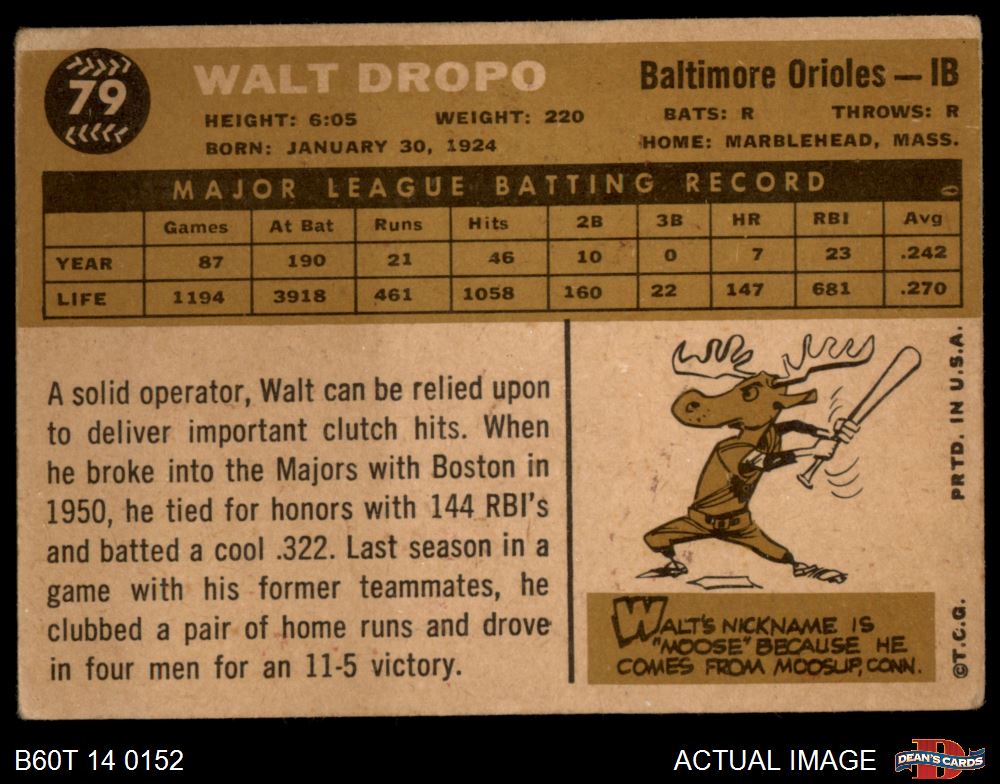 79
WALT DROPO
Baltimore Orioles — IB
HEIGHT: 6:05 WEIGHT: 220 BATS: R THROWS: R
BORN: JANUARY 30, 1924 HOME: MARBLEHEAD, MASS.
MAJOR LEAGUE BATTING RECORD
Games At Bat Runs Hits 2B 3B HR RBI Avg
YEAR 87 190 21 46 10 0 7 23 .242
LIFE 1194 3918 461 1058 160 22 147 681 .270
A solid operator, Walt can be relied upon
to deliver important clutch hits. When
he broke into the Majors with Boston in
1950, he tied for honors with 144 RBI's
and batted a cool .322. Last season in a
game with his former teammates, he
clubbed a pair of home runs and drove
in four men for an 11-5 victory.
WALT'S NICKNAME IS
"MOOSE" BECAUSE HE
COMES FROM MOOSUP, CONN.
PRTD. IN U.S.A.
©T.C.G.
B60T 14 0152
ACTUAL IMAGE
DEAN'S CARDS